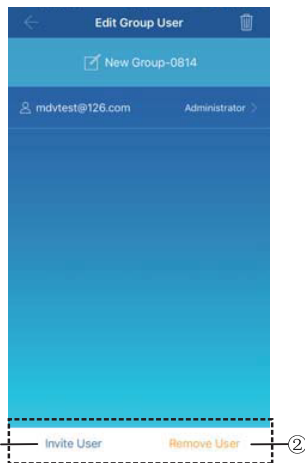 Edit Group User
New Group-0814
mdvtest@126.com Administrator
Invite User Remove User ②